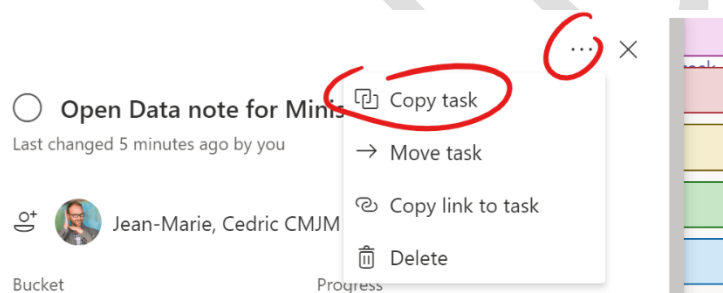 Open Data note for Minis
Last changed 5 minutes ago by you
Jean-Marie, Cedric CMJM
Bucket
Progress
Copy task
Move task
Copy link to task
Delete